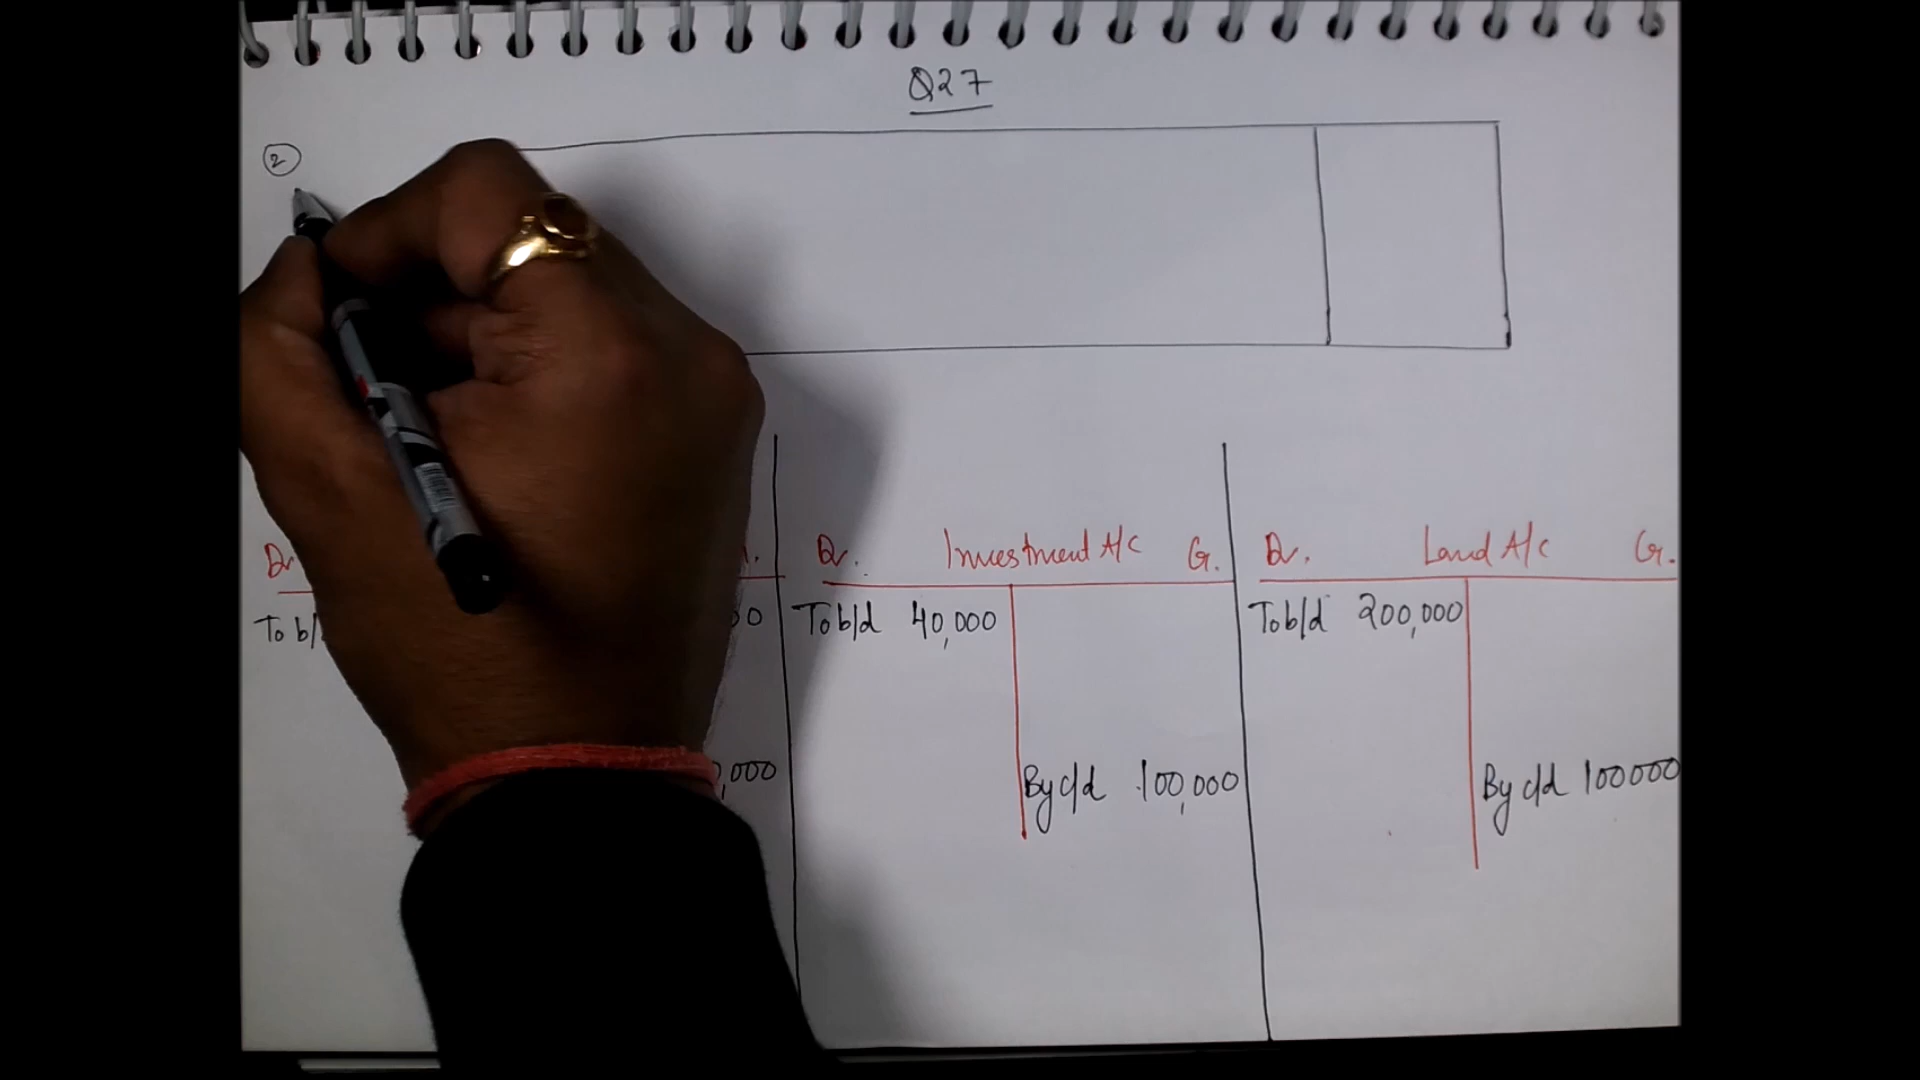 Q27
2
Dr. Investment A/c Cr. Dr. Land A/c Cr.
To b/d 40,000 To b/d 200,000
,000 By c/d 100,000 By c/d 100000